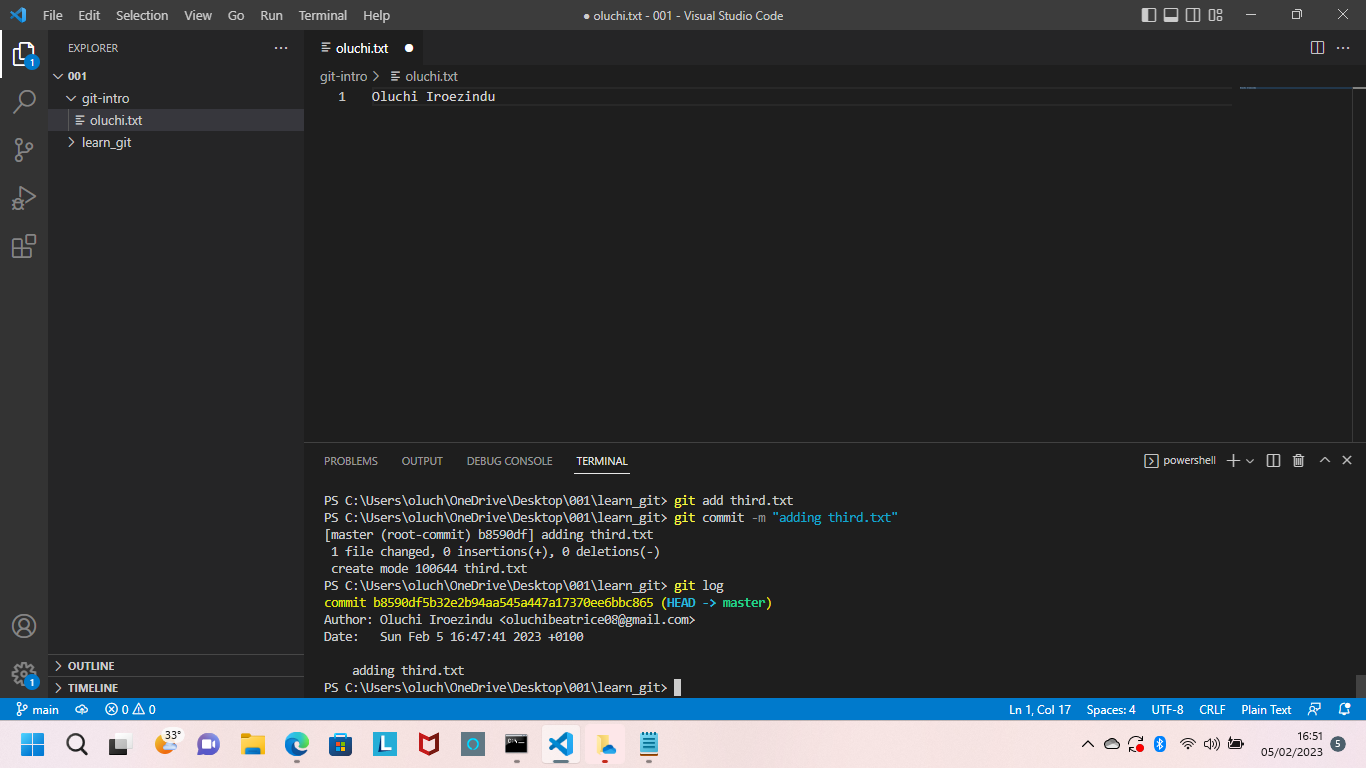 File Edit Selection View Go Run Terminal Help
● oluchi.txt - 001 - Visual Studio Code
EXPLORER
001
git-intro
oluchi.txt
learn_git
OUTLINE
TIMELINE
oluchi.txt
git-intro > oluchi.txt
1 Oluchi Iroezindu
PROBLEMS OUTPUT DEBUG CONSOLE TERMINAL
powershell
PS C:\Users\oluch\OneDrive\Desktop\001\learn_git> git add third.txt
PS C:\Users\oluch\OneDrive\Desktop\001\learn_git> git commit -m "adding third.txt"
[master (root-commit) b8590df] adding third.txt
 1 file changed, 0 insertions(+), 0 deletions(-)
 create mode 100644 third.txt
PS C:\Users\oluch\OneDrive\Desktop\001\learn_git> git log
commit b8590df5b32e2b94aa545a447a17370ee6bbc865 (HEAD -> master)
Author: Oluchi Iroezindu <oluchibeatrice08@gmail.com>
Date:   Sun Feb 5 16:47:41 2023 +0100
    adding third.txt
PS C:\Users\oluch\OneDrive\Desktop\001\learn_git>
1
1
main 0 0
Ln 1, Col 17 Spaces: 4 UTF-8 CRLF Plain Text
33°
L
16:51
05/02/2023
5